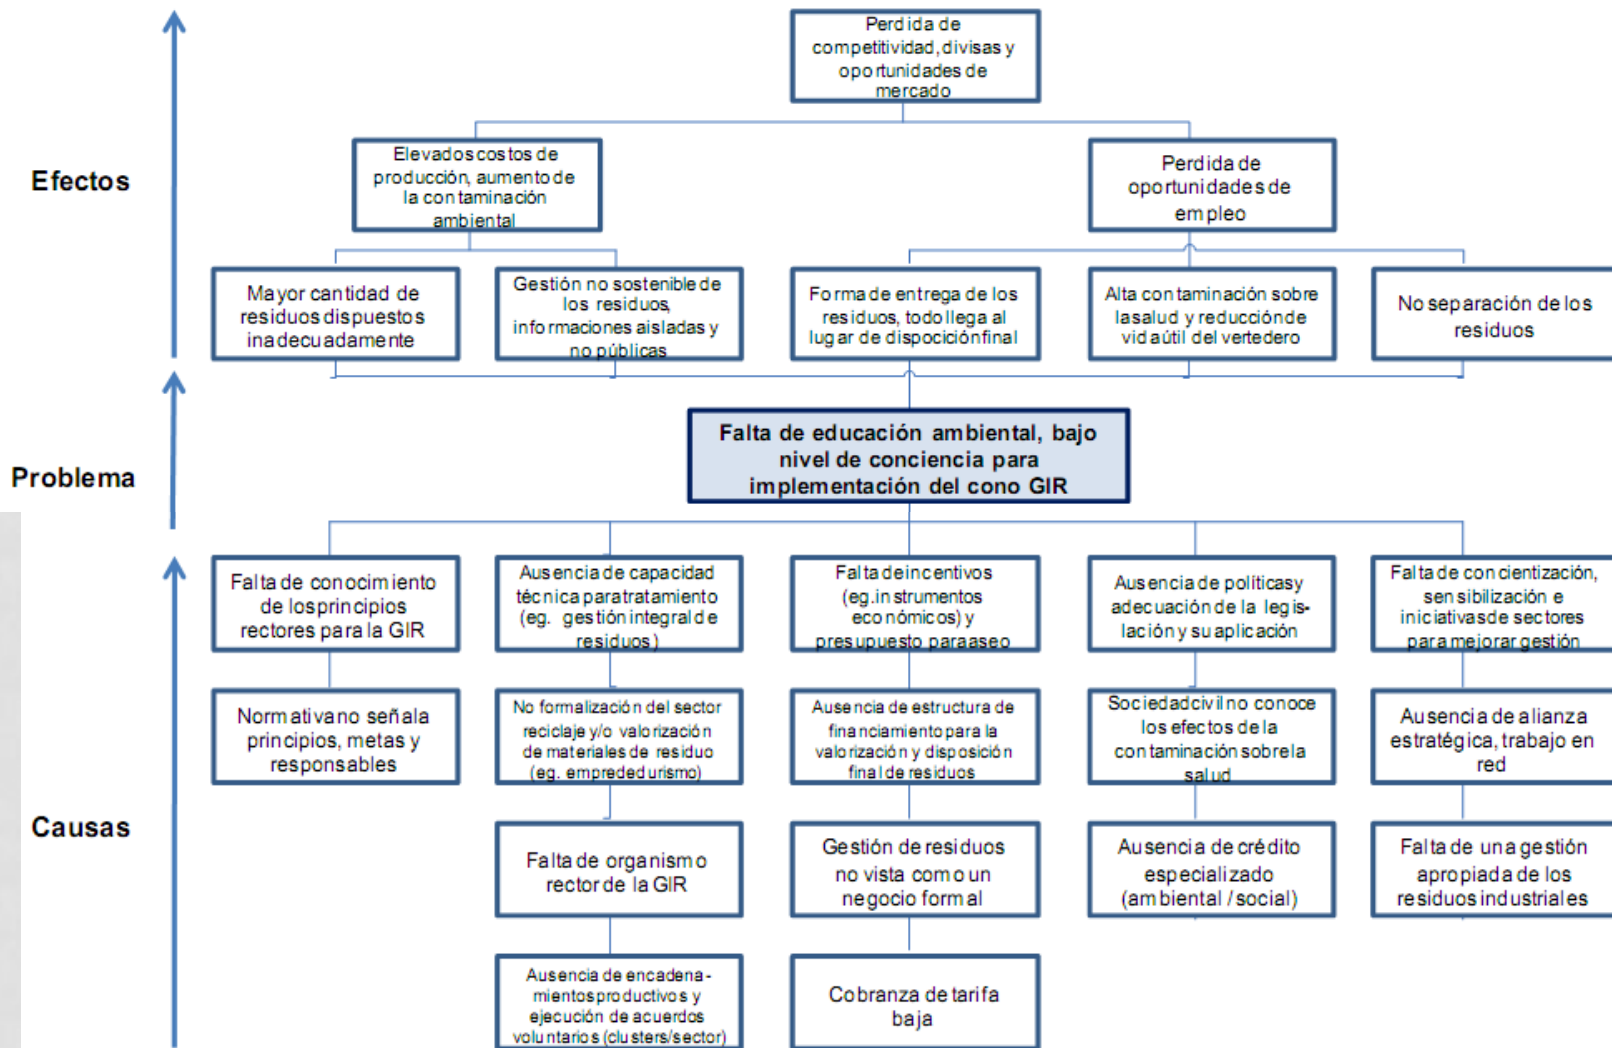 Perdida de
competitividad, divisas y
oportunidades de
mercado
Elevados costos de
producción, aumento de
la contaminación
ambiental
Perdida de
oportunidades de
empleo
Efectos
Mayor cantidad de
residuos dispuestos
inadecuadamente
Gestión no sostenible de
los residuos,
informaciones aisladas y
no públicas
Forma de entrega de los
residuos, todo llega al
lugar de dispocición final
Alta contaminación sobre
la salud y reducción de
vida útil del vertedero
No separación de los
residuos
Problema
Falta de educación ambiental, bajo
nivel de conciencia para
implementación del cono GIR
Falta de conocimiento
de los principios
rectores para la GIR
Ausencia de capacidad
técnica para tratamiento
(eg. gestión integral de
residuos)
Falta de incentivos
(eg. instrumentos
económicos) y
presupuesto para aseo
Ausencia de políticas y
adecuación de la legis-
lación y su aplicación
Falta de concientización,
sensibilización e
iniciativas de sectores
para mejorar gestión
Normativa no señala
principios, metas y
responsables
No formalización del sector
reciclaje y/o valorización
de materiales de residuo
(eg. emprededurismo)
Ausencia de estructura de
financiamiento para la
valorización y disposición
final de residuos
Sociedad civil no conoce
los efectos de la
contaminación sobre la
salud
Ausencia de alianza
estratégica, trabajo en
red
Causas
Falta de organismo
rector de la GIR
Gestión de residuos
no vista como un
negocio formal
Ausencia de crédito
especializado
(ambiental / social)
Falta de una gestión
apropiada de los
residuos industriales
Ausencia de encadena-
mientos productivos y
ejecución de acuerdos
voluntarios (clusters/sector)
Cobranza de tarifa
baja